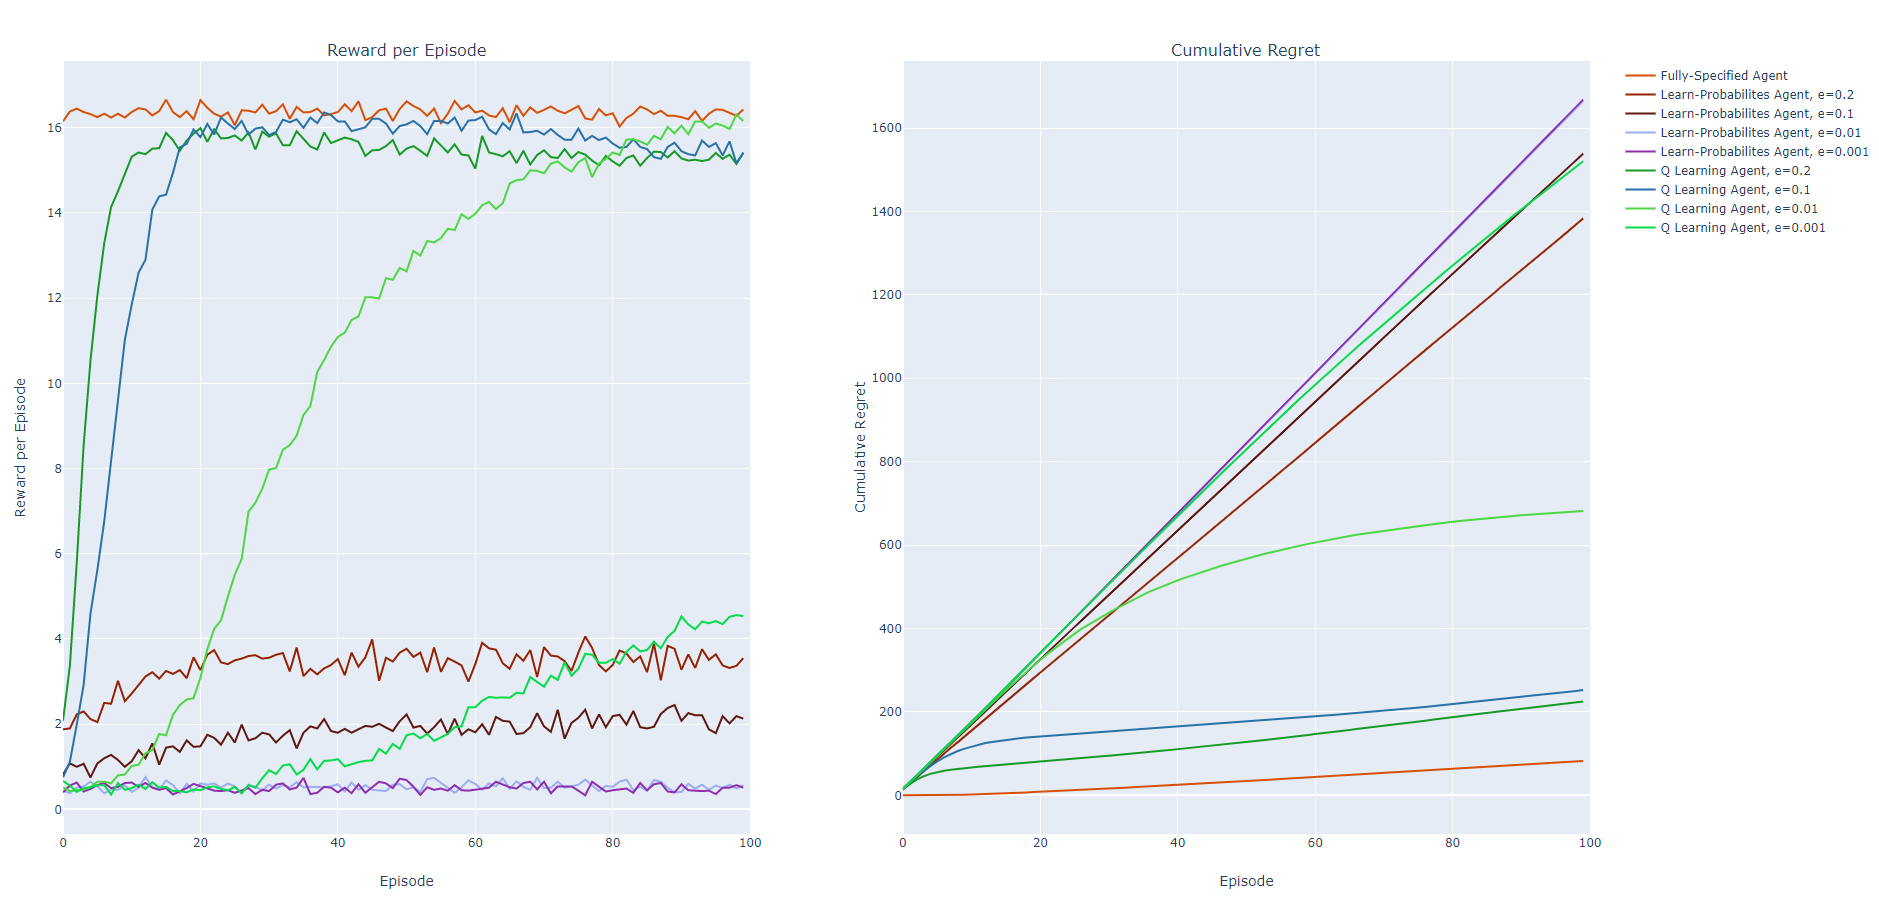 Reward per Episode
Cumulative Regret
Reward per Episode
16
14
12
10
8
6
4
2
0
0
20
40
60
80
100
Episode
Cumulative Regret
1600
1400
1200
1000
800
600
400
200
0
0
20
40
60
80
100
Episode
Fully-Specified Agent
Learn-Probabilites Agent, e=0.2
Learn-Probabilites Agent, e=0.1
Learn-Probabilites Agent, e=0.01
Learn-Probabilites Agent, e=0.001
Q Learning Agent, e=0.2
Q Learning Agent, e=0.1
Q Learning Agent, e=0.01
Q Learning Agent, e=0.001